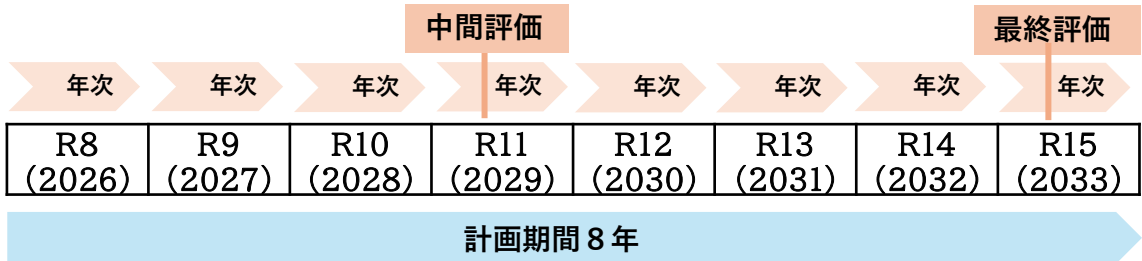 中間評価
最終評価
年次 年次 年次 年次 年次 年次 年次 年次
R8 R9 R10 R11 R12 R13 R14 R15
(2026) (2027) (2028) (2029) (2030) (2031) (2032) (2033)
計画期間８年